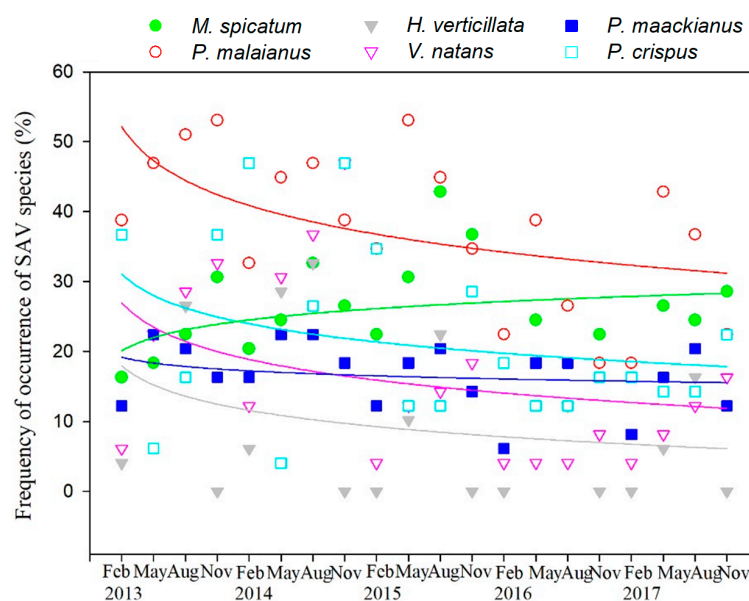 M. spicatum H. verticillata P. maackianus
P. malaianus V. natans P. crispus
Frequency of occurrence of SAV species (%)
60
50
40
30
20
10
0
Feb May Aug Nov Feb May Aug Nov Feb May Aug Nov Feb May Aug Nov Feb May Aug Nov
2013 2014 2015 2016 2017